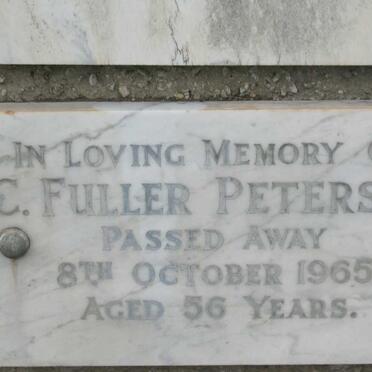 IN LOVING MEMORY
C. FULLER PETERS
PASSED AWAY
8TH OCTOBER 1965
AGED 56 YEARS.